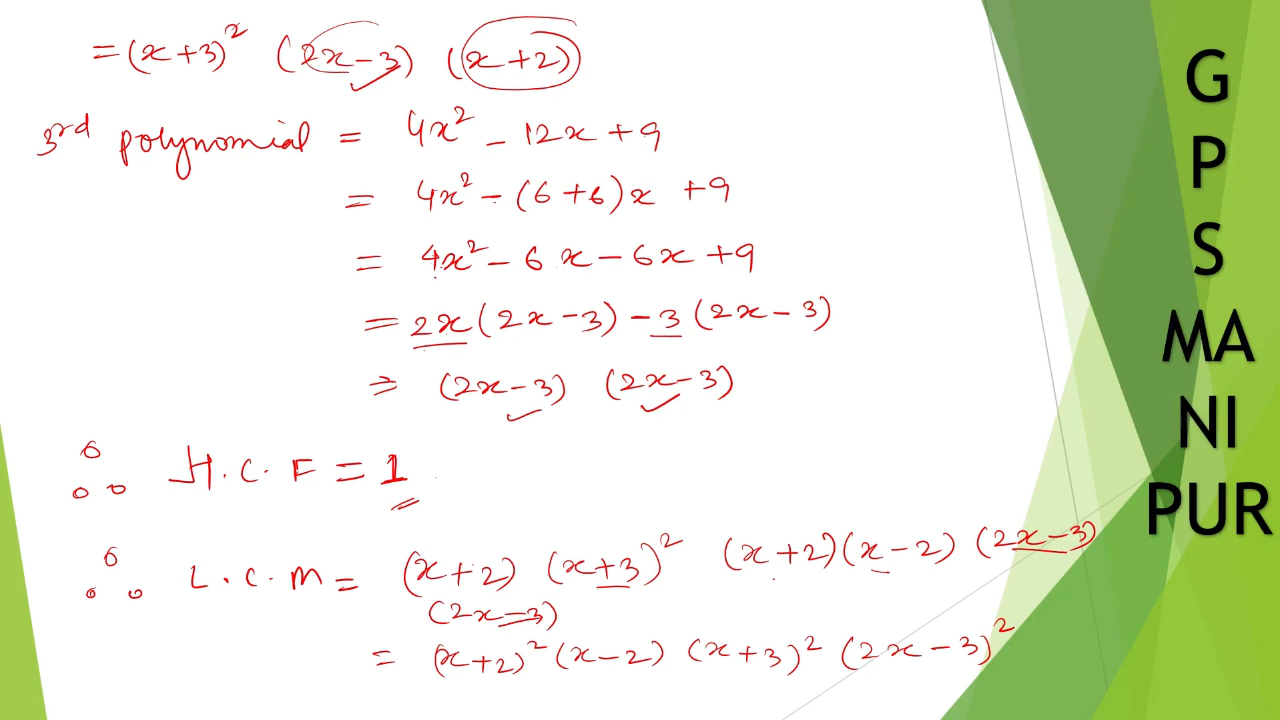 = (x+3)² (2x-3) (x+2)
3rd polynomial = 4x² - 12x + 9
= 4x² - (6+6)x + 9
= 4x² - 6x - 6x + 9
= 2x(2x-3) - 3(2x-3)
⇒ (2x-3) (2x-3)
∴ H.C.F = 1
∴ L.C.M = (x+2) (x+3)² (x+2)(x-2) (2x-3)
(2x-3)
= (x+2)² (x-2) (x+3)² (2x-3)²
G
P
S
MA
NI
PUR